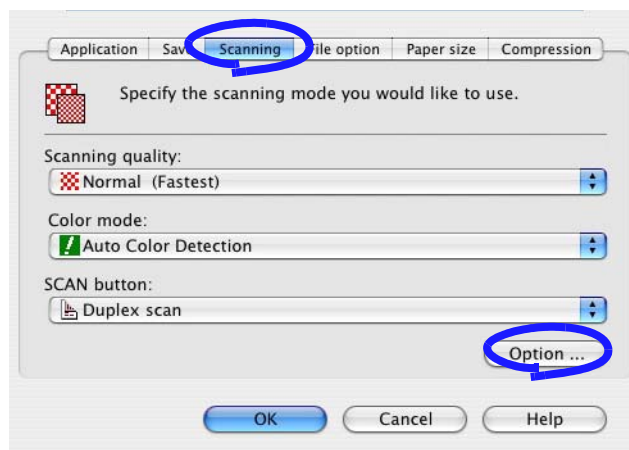 Application Sav Scanning ile option Paper size Compression
Specify the scanning mode you would like to use.
Scanning quality:
Normal (Fastest)
Color mode:
Auto Color Detection
SCAN button:
Duplex scan
Option ...
OK Cancel Help